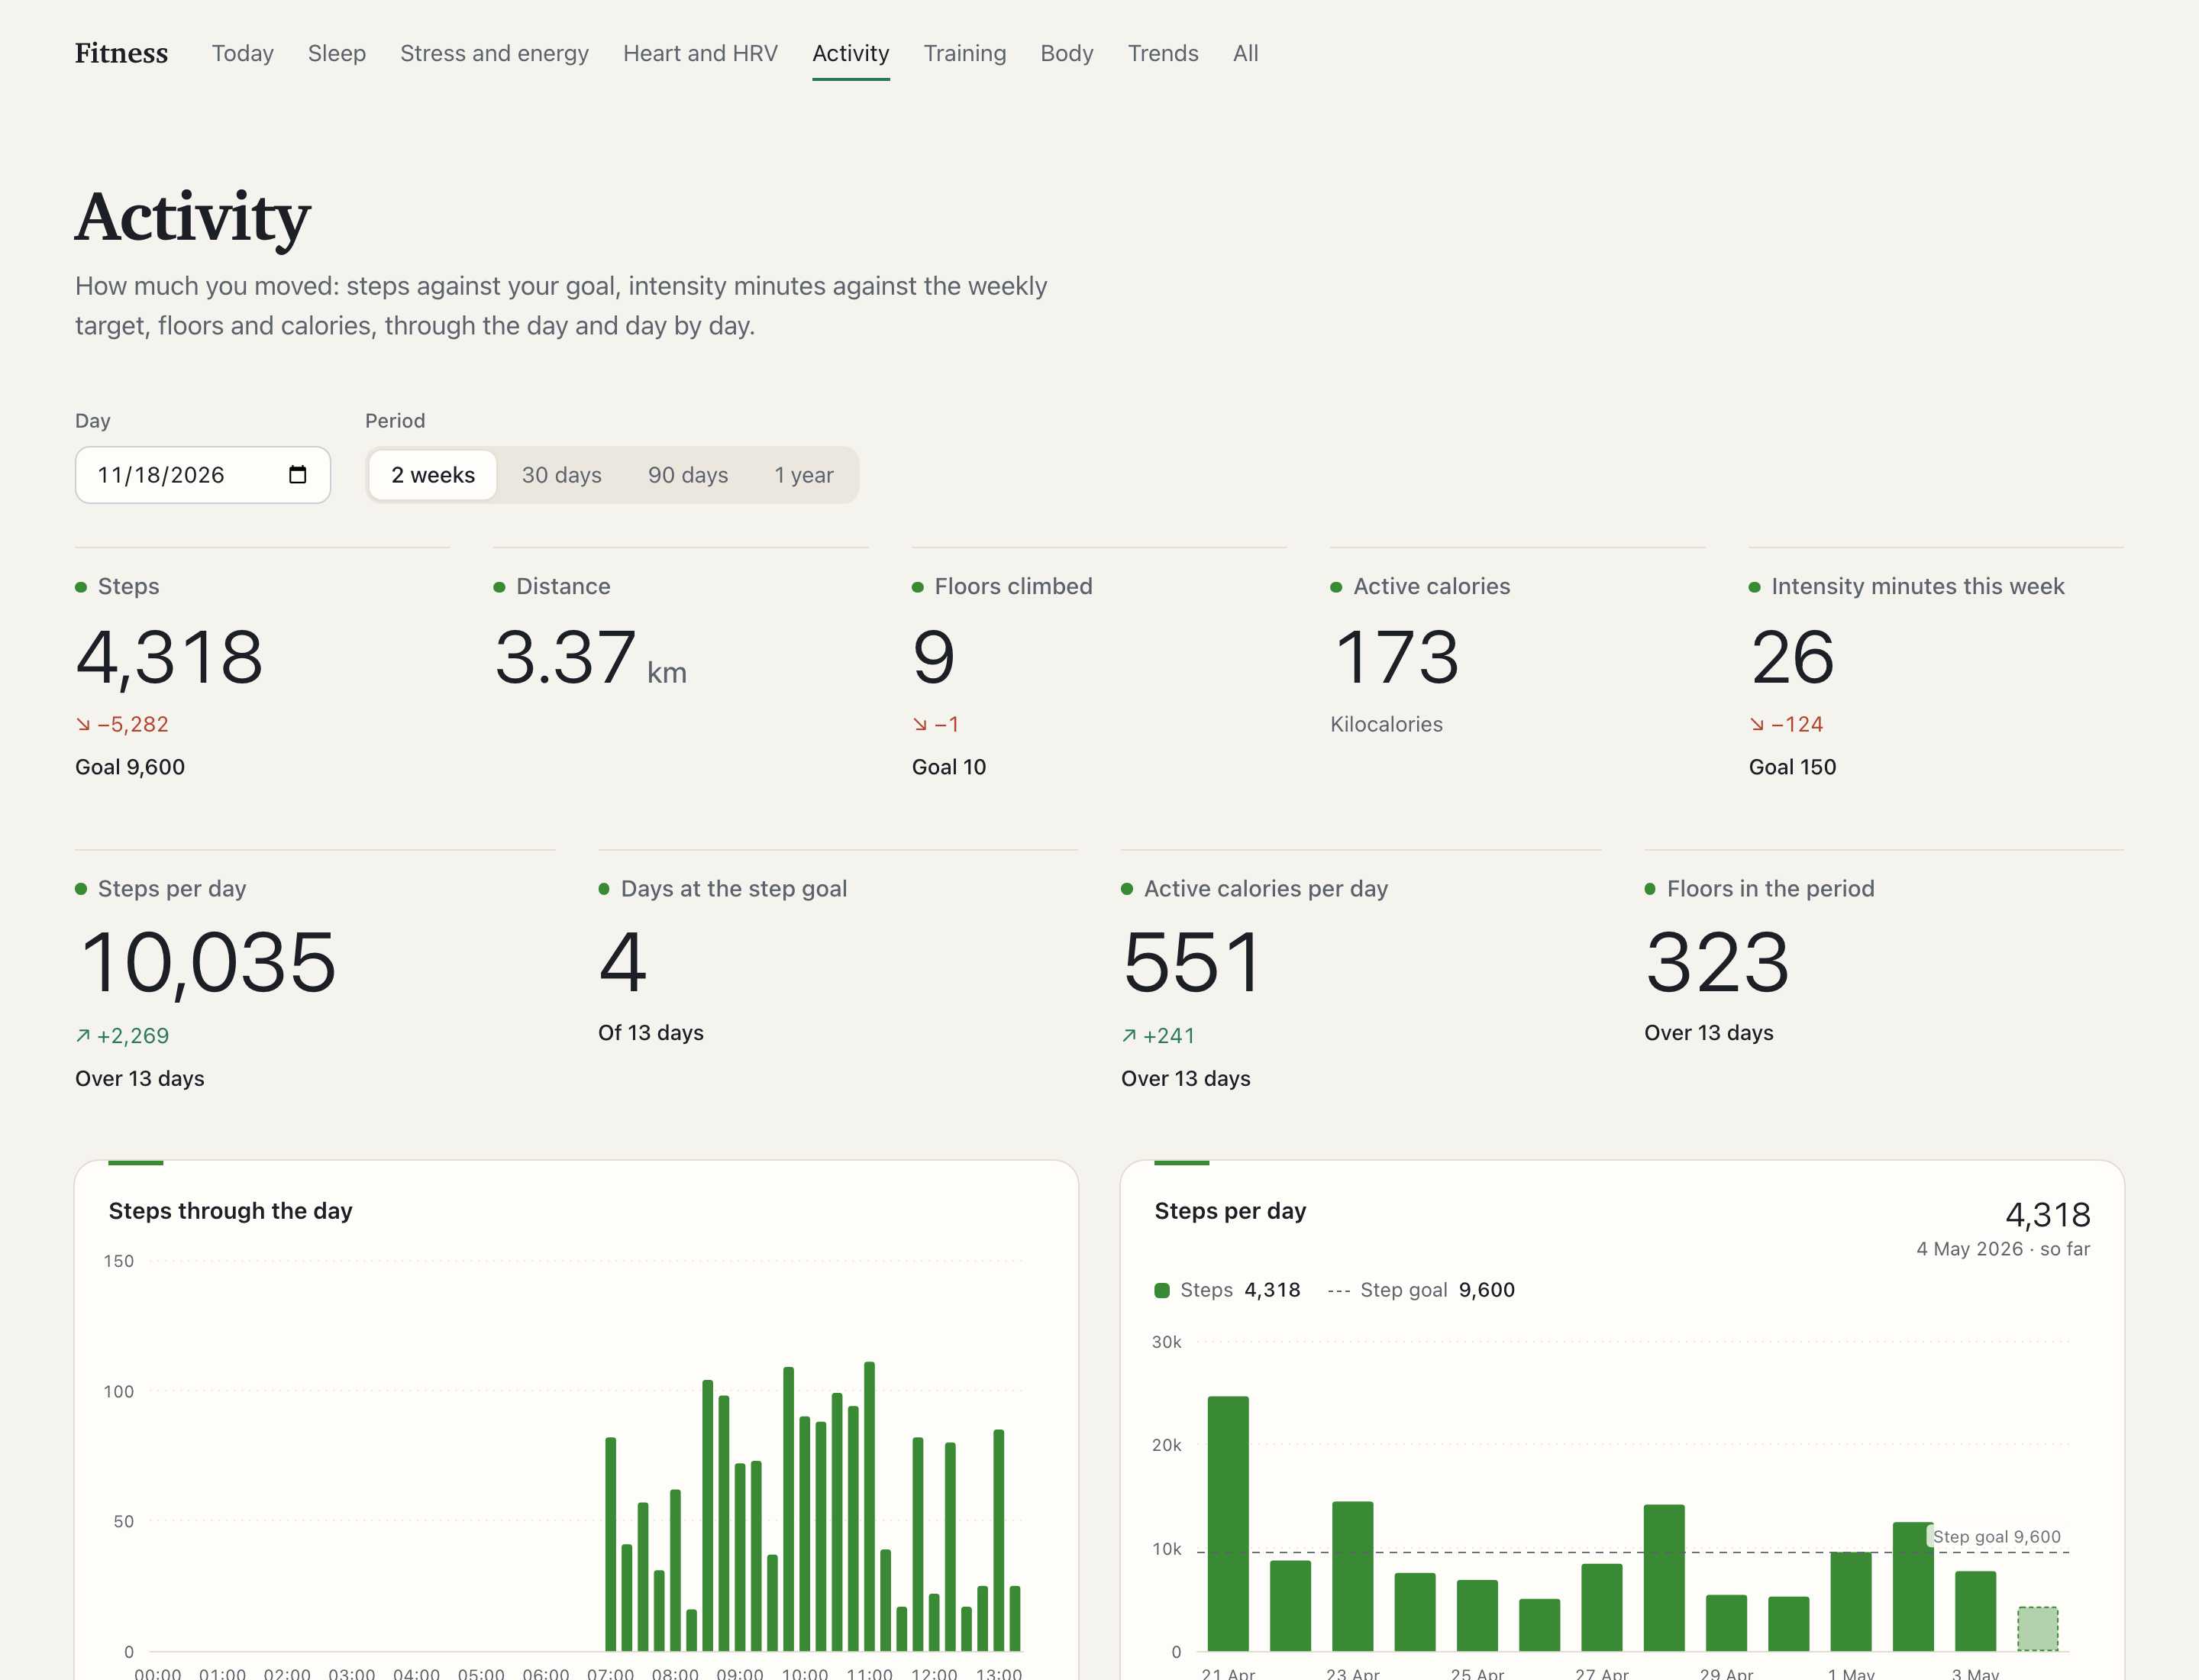 Fitness Today Sleep Stress and energy Heart and HRV Activity Training Body Trends All
Activity
How much you moved: steps against your goal, intensity minutes against the weekly
target, floors and calories, through the day and day by day.
Day
11/18/2026
Period
2 weeks 30 days 90 days 1 year
Steps
4,318
↘ −5,282
Goal 9,600
Distance
3.37 km
Floors climbed
9
↘ −1
Goal 10
Active calories
173
Kilocalories
Intensity minutes this week
26
↘ −124
Goal 150
Steps per day
10,035
↗ +2,269
Over 13 days
Days at the step goal
4
Of 13 days
Active calories per day
551
↗ +241
Over 13 days
Floors in the period
323
Over 13 days
Steps through the day
150
100
50
0
00:00 01:00 02:00 03:00 04:00 05:00 06:00 07:00 08:00 09:00 10:00 11:00 12:00 13:00
Steps per day
4,318
4 May 2026 · so far
Steps 4,318 --- Step goal 9,600
30k
20k
10k
0
Step goal 9,600
21 Apr 23 Apr 25 Apr 27 Apr 29 Apr 1 May 3 May